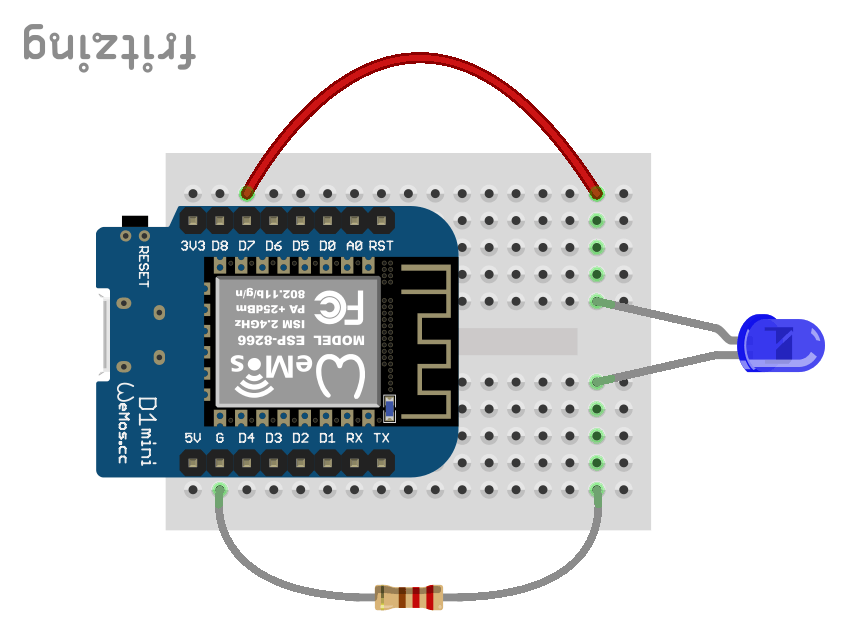 fritzing
3V3 D8 D7 D6 D5 D0 A0 RST
RESET
802.11b/g/n
PA +25dBm
ISM 2.4GHz
FC
MODEL ESP-8266
WeMos
D1 mini
WeMos.cc
5V G D4 D3 D2 D1 RX TX